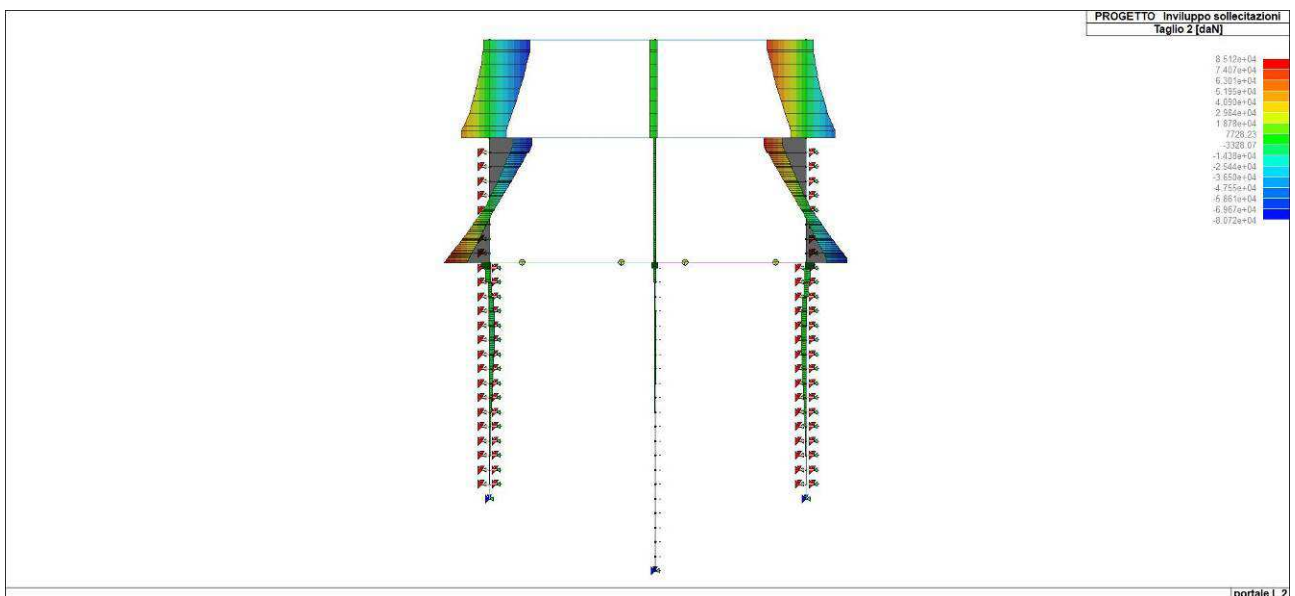 PROGETTO Inviluppo sollecitazioni
Taglio 2 [daN]
8.512e+04
7.407e+04
6.301e+04
5.195e+04
4.090e+04
2.984e+04
1.878e+04
7728.23
-3328.07
-1.438e+04
-2.544e+04
-3.650e+04
-4.755e+04
-5.861e+04
-6.967e+04
-8.072e+04
portale L_2